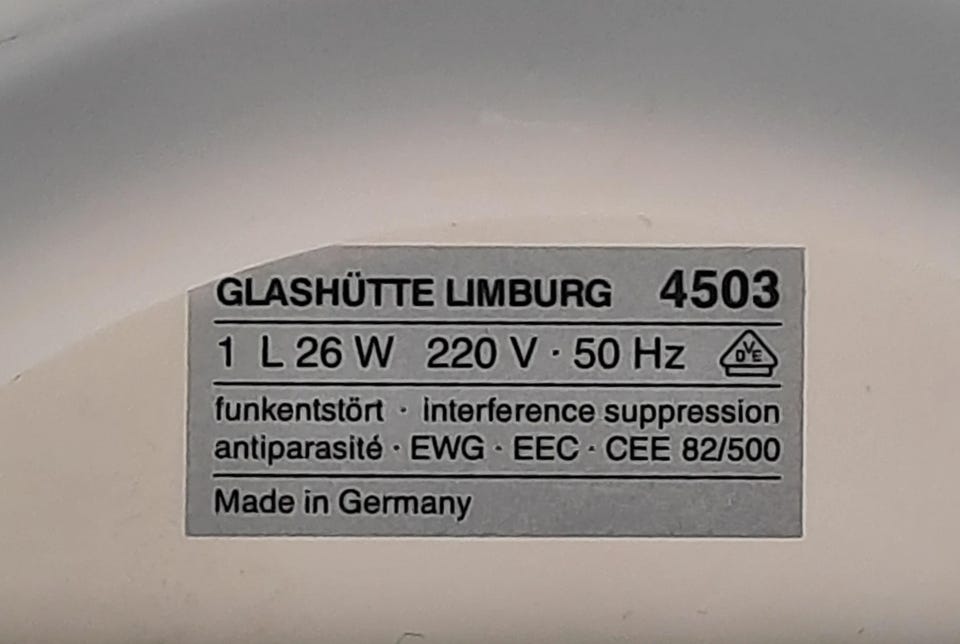 GLASHÜTTE LIMBURG 4503
1 L 26 W 220 V · 50 Hz DVE
funkentstört · interference suppression
antiparasité · EWG · EEC · CEE 82/500
Made in Germany